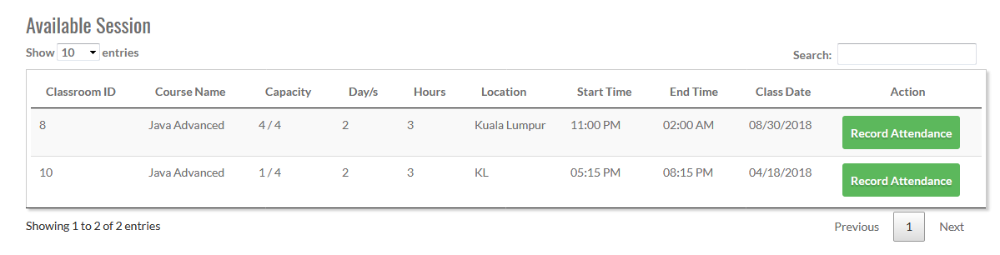 Available Session
Show 10 entries
Search:
Classroom ID Course Name Capacity Day/s Hours Location Start Time End Time Class Date Action
8 Java Advanced 4 / 4 2 3 Kuala Lumpur 11:00 PM 02:00 AM 08/30/2018 Record Attendance
10 Java Advanced 1 / 4 2 3 KL 05:15 PM 08:15 PM 04/18/2018 Record Attendance
Showing 1 to 2 of 2 entries
Previous 1 Next